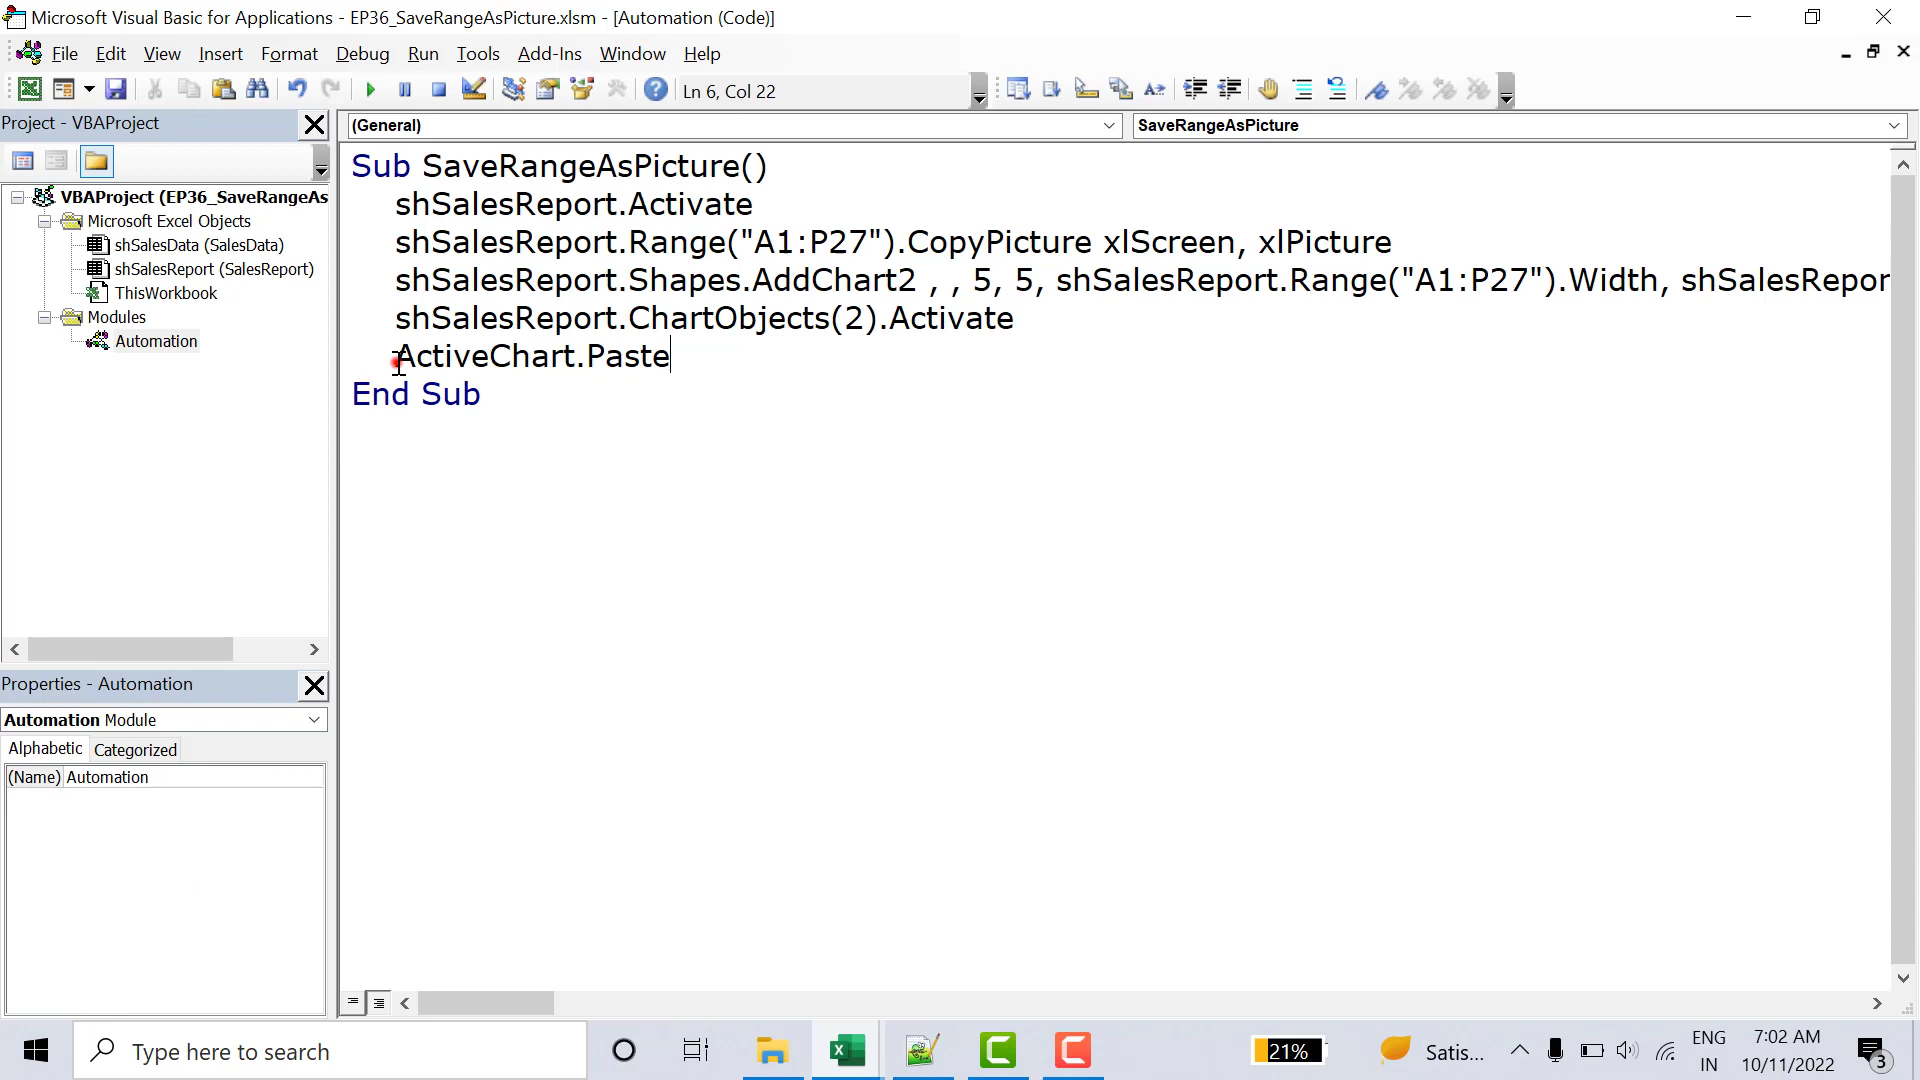 Microsoft Visual Basic for Applications - EP36_SaveRangeAsPicture.xlsm - [Automation (Code)]
File Edit View Insert Format Debug Run Tools Add-Ins Window Help
Ln 6, Col 22
Project - VBAProject
(General)
SaveRangeAsPicture
VBAProject (EP36_SaveRangeAs
Microsoft Excel Objects
shSalesData (SalesData)
shSalesReport (SalesReport)
ThisWorkbook
Modules
Automation
Sub SaveRangeAsPicture()
shSalesReport.Activate
shSalesReport.Range("A1:P27").CopyPicture xlScreen, xlPicture
shSalesReport.Shapes.AddChart2 , , 5, 5, shSalesReport.Range("A1:P27").Width, shSalesRepor
shSalesReport.ChartObjects(2).Activate
ActiveChart.Paste
End Sub
Properties - Automation
Automation Module
Alphabetic Categorized
(Name) Automation
Type here to search
21%
Satis...
ENG
IN
7:02 AM
10/11/2022
3